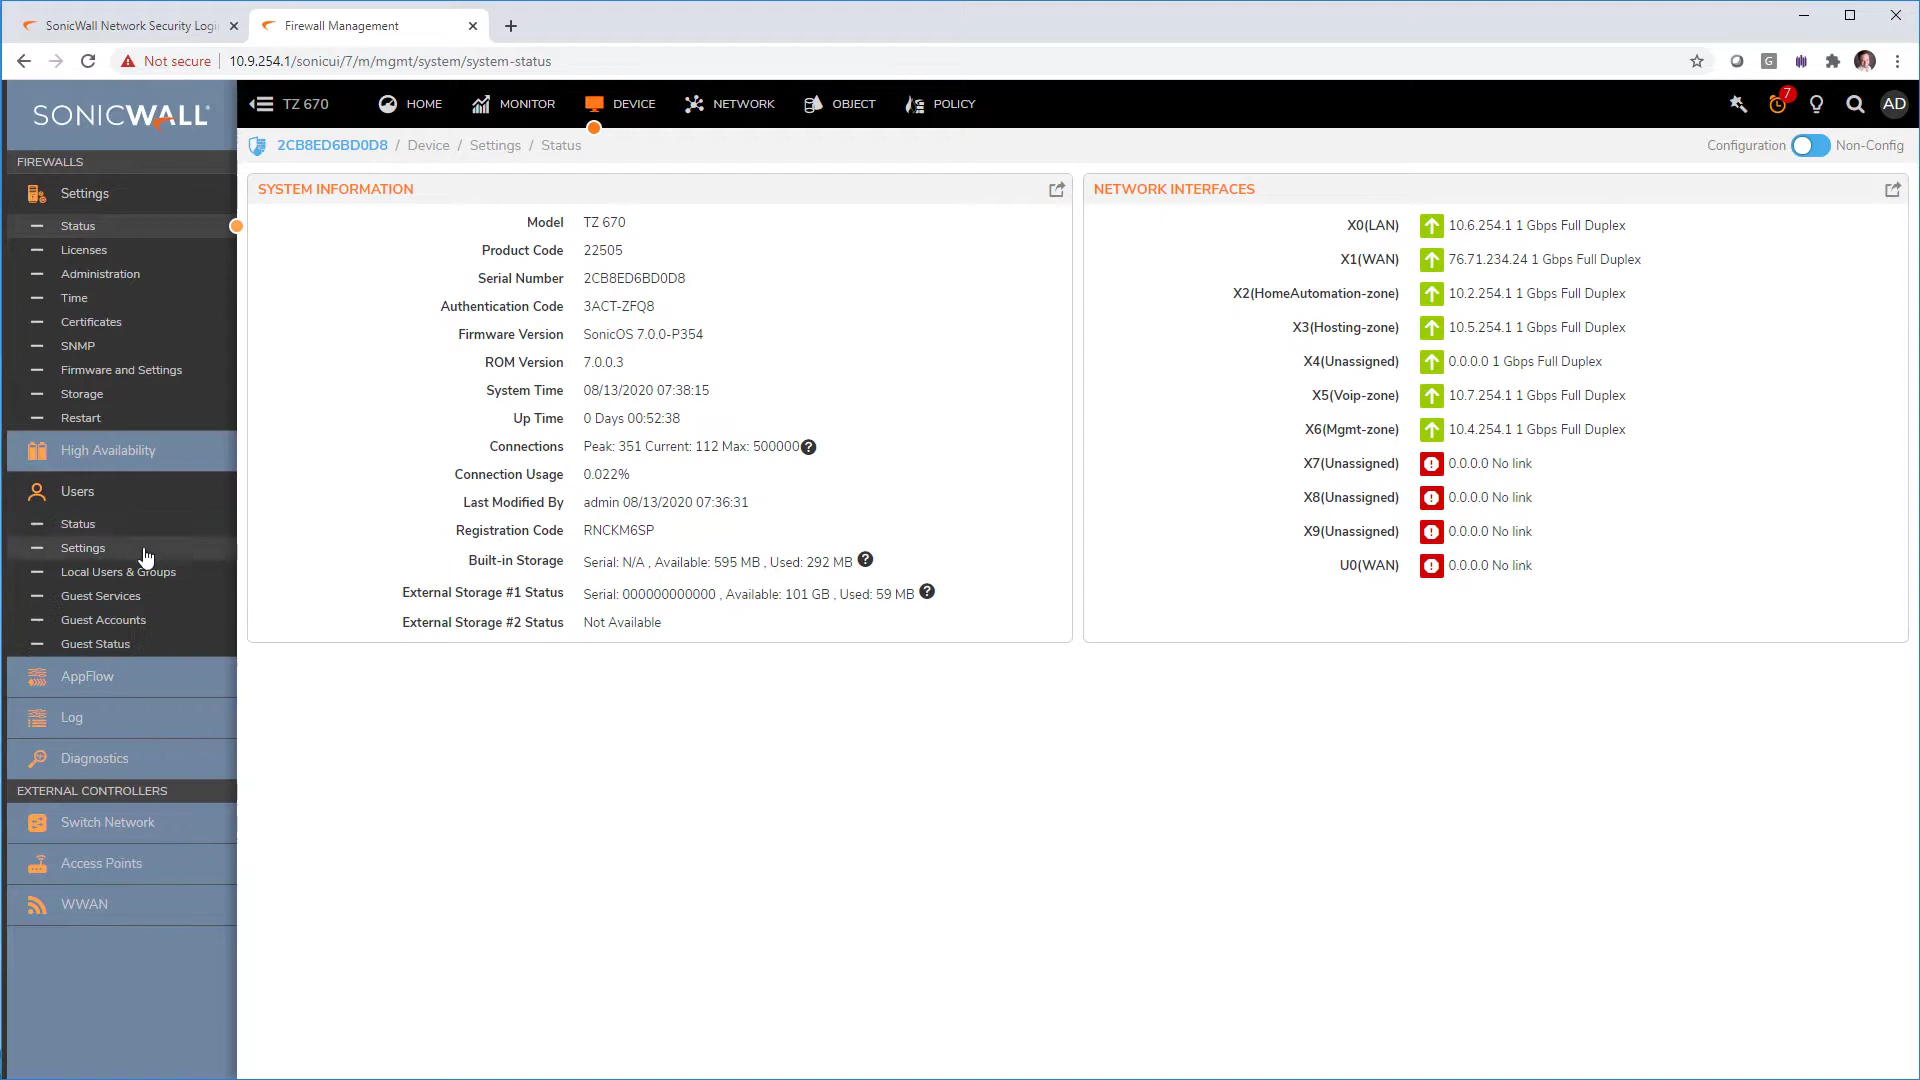 SonicWall Network Security Logi
Firewall Management
Not secure
10.9.254.1/sonicui/7/m/mgmt/system/system-status
SONICWALL
TZ 670
HOME
MONITOR
DEVICE
NETWORK
OBJECT
POLICY
7
AD
2CB8ED6BD0D8 / Device / Settings / Status
Configuration
Non-Config
FIREWALLS
Settings
Status
Licenses
Administration
Time
Certificates
SNMP
Firmware and Settings
Storage
Restart
High Availability
Users
Status
Settings
Local Users & Groups
Guest Services
Guest Accounts
Guest Status
AppFlow
Log
Diagnostics
EXTERNAL CONTROLLERS
Switch Network
Access Points
WWAN
SYSTEM INFORMATION
Model TZ 670
Product Code 22505
Serial Number 2CB8ED6BD0D8
Authentication Code 3ACT-ZFQ8
Firmware Version SonicOS 7.0.0-P354
ROM Version 7.0.0.3
System Time 08/13/2020 07:38:15
Up Time 0 Days 00:52:38
Connections Peak: 351 Current: 112 Max: 500000
Connection Usage 0.022%
Last Modified By admin 08/13/2020 07:36:31
Registration Code RNCKM6SP
Built-in Storage Serial: N/A , Available: 595 MB , Used: 292 MB
External Storage #1 Status Serial: 000000000000 , Available: 101 GB , Used: 59 MB
External Storage #2 Status Not Available
NETWORK INTERFACES
X0(LAN) 10.6.254.1 1 Gbps Full Duplex
X1(WAN) 76.71.234.24 1 Gbps Full Duplex
X2(HomeAutomation-zone) 10.2.254.1 1 Gbps Full Duplex
X3(Hosting-zone) 10.5.254.1 1 Gbps Full Duplex
X4(Unassigned) 0.0.0.0 1 Gbps Full Duplex
X5(Voip-zone) 10.7.254.1 1 Gbps Full Duplex
X6(Mgmt-zone) 10.4.254.1 1 Gbps Full Duplex
X7(Unassigned) 0.0.0.0 No link
X8(Unassigned) 0.0.0.0 No link
X9(Unassigned) 0.0.0.0 No link
U0(WAN) 0.0.0.0 No link